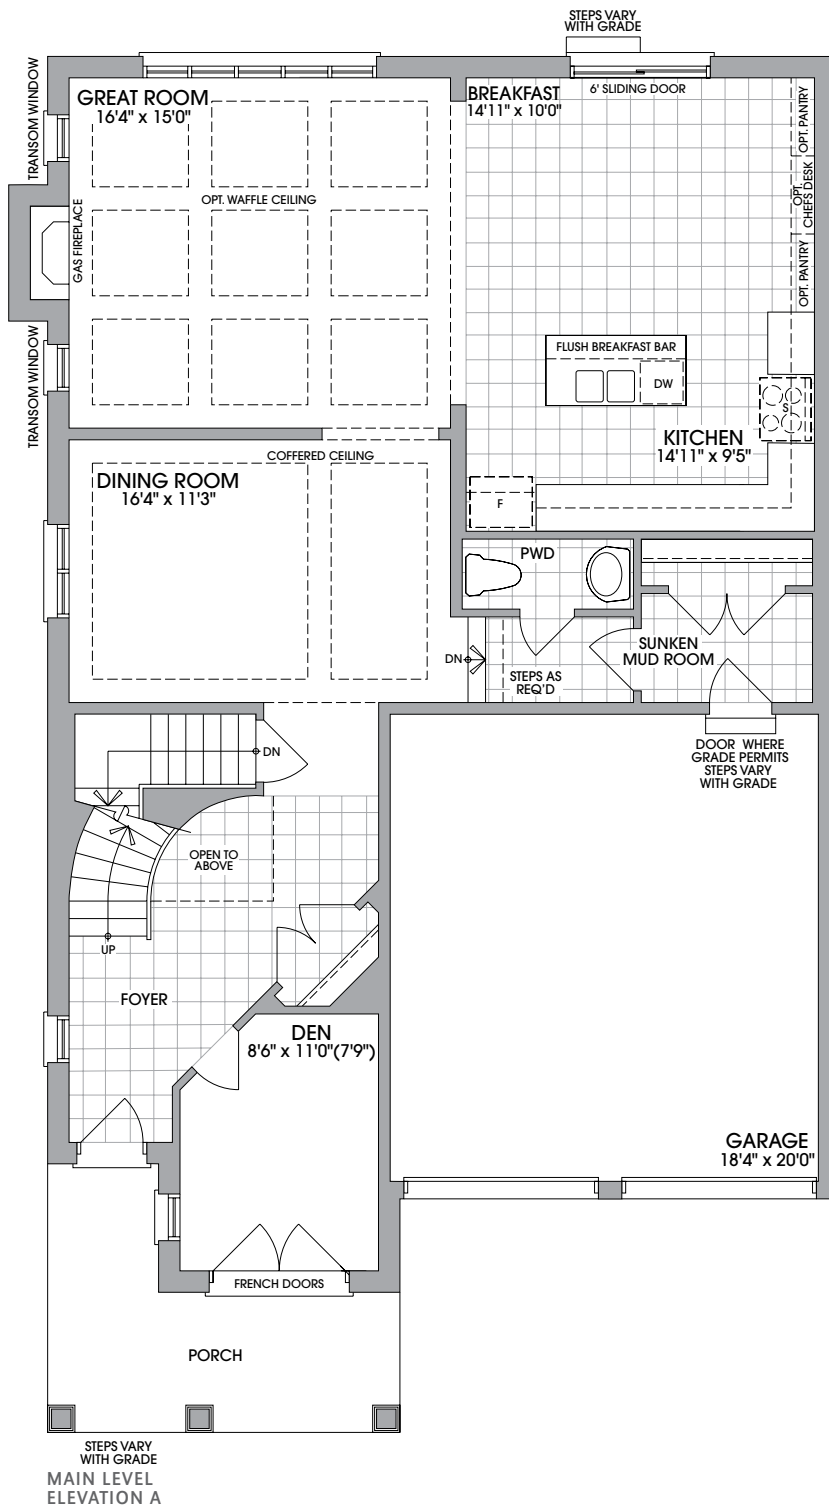 STEPS VARY
WITH GRADE
TRANSOM WINDOW
GREAT ROOM
16'4" x 15'0"
BREAKFAST
14'11" x 10'0"
6' SLIDING DOOR
OPT. PANTRY
OPT.
CHEFS DESK
OPT. PANTRY
OPT. WAFFLE CEILING
GAS FIREPLACE
TRANSOM WINDOW
FLUSH BREAKFAST BAR
DW
S
KITCHEN
14'11" x 9'5"
COFFERED CEILING
DINING ROOM
16'4" x 11'3"
F
PWD
SUNKEN
MUD ROOM
DN
STEPS AS
REQ'D
DOOR WHERE
GRADE PERMITS
STEPS VARY
WITH GRADE
DN
OPEN TO
ABOVE
UP
FOYER
DEN
8'6" x 11'0"(7'9")
GARAGE
18'4" x 20'0"
FRENCH DOORS
PORCH
STEPS VARY
WITH GRADE
MAIN LEVEL
ELEVATION A